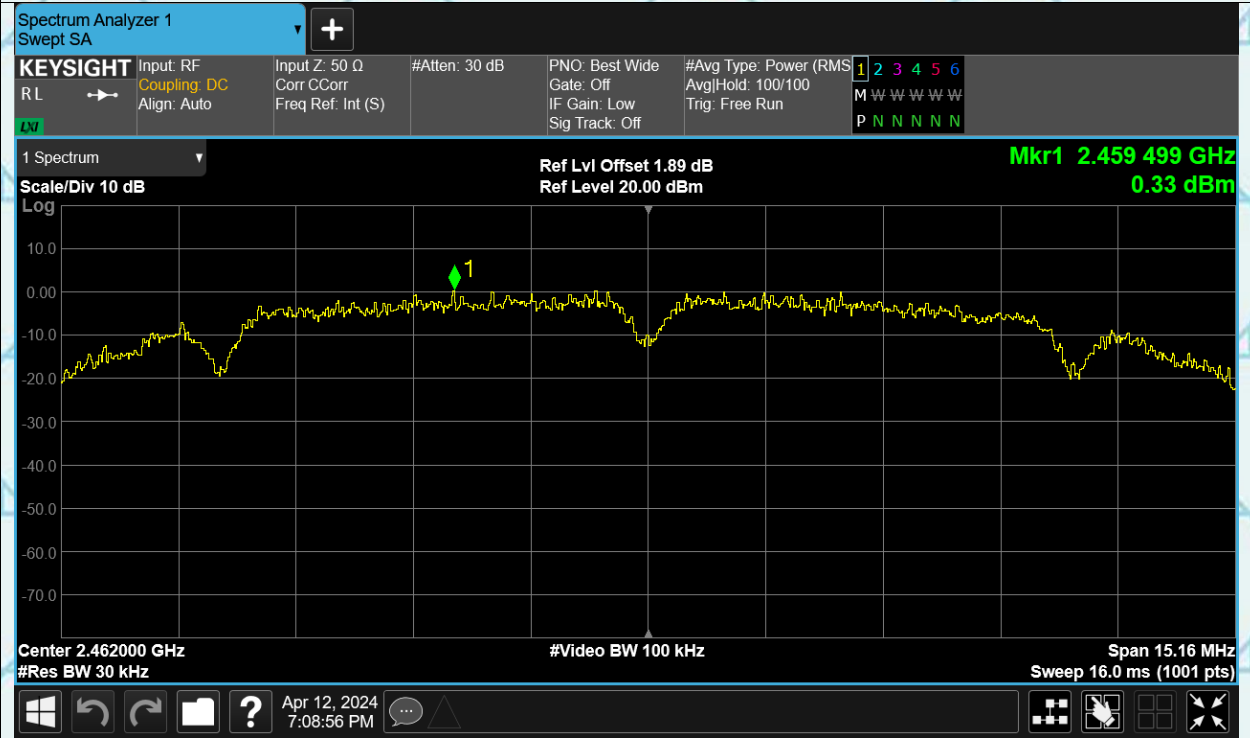 Spectrum Analyzer 1
Swept SA
KEYSIGHT
RL
LXI
Input: RF
Coupling: DC
Align: Auto
Input Z: 50 Ω
Corr CCorr
Freq Ref: Int (S)
#Atten: 30 dB
PNO: Best Wide
Gate: Off
IF Gain: Low
Sig Track: Off
#Avg Type: Power (RMS
Avg|Hold: 100/100
Trig: Free Run
1 2 3 4 5 6
M W W W W W
P N N N N N
1 Spectrum
Scale/Div 10 dB
Log
Ref Lvl Offset 1.89 dB
Ref Level 20.00 dBm
Mkr1 2.459 499 GHz
0.33 dBm
1
10.0
0.00
-10.0
-20.0
-30.0
-40.0
-50.0
-60.0
-70.0
Center 2.462000 GHz
#Video BW 100 kHz
Span 15.16 MHz
#Res BW 30 kHz
Sweep 16.0 ms (1001 pts)
?
Apr 12, 2024
7:08:56 PM